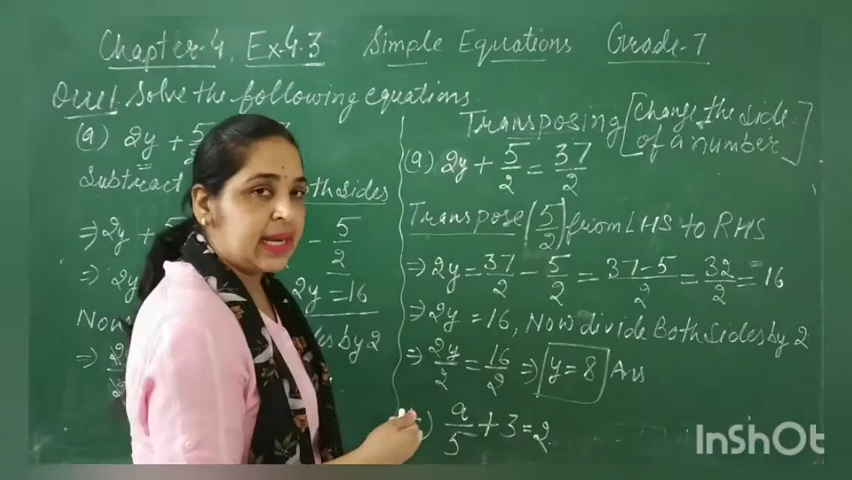 Chapter-4, Ex-4.3 Simple Equations Grade-7
Que1. Solve the following equations
(a) 2y + 5/2
Subtract Both sides
⇒ 2y + - 5/2
⇒ 2y 2y = 16
Now by 2
⇒
Transposing [Change the side of a number]
(a) 2y + 5/2 = 37/2
Transpose (5/2) from LHS to RHS
⇒ 2y = 37/2 - 5/2 = 37-5/2 = 32/2 = 16
⇒ 2y = 16, Now divide Both sides by 2
⇒ 2y/2 = 16/2 ⇒ y = 8 Ans
) a/5 + 3 = 2
InShot